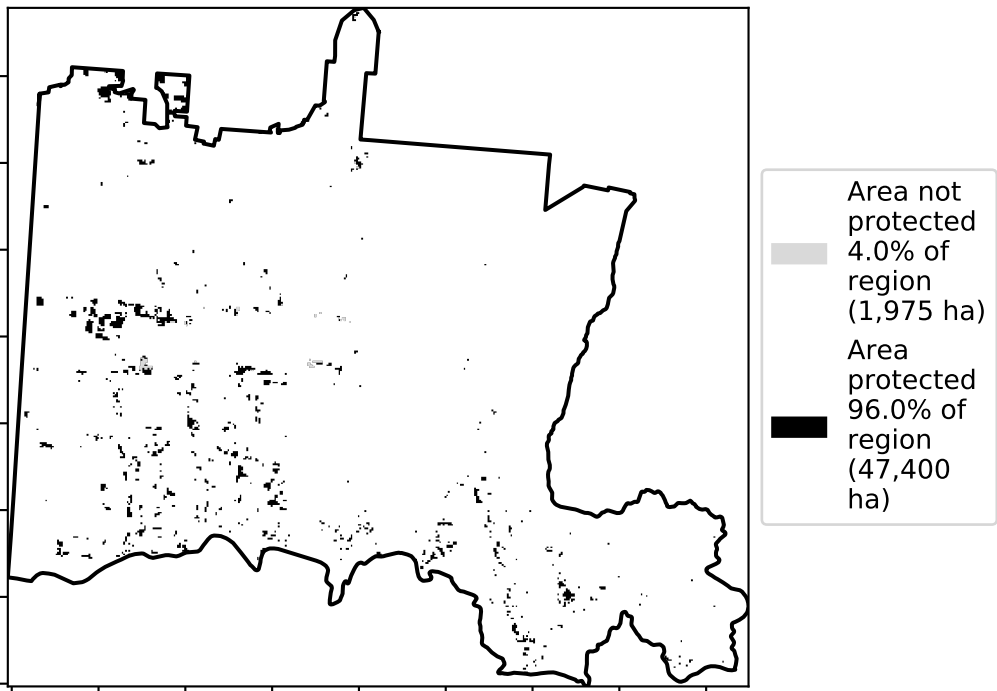 Area not
protected
4.0% of
region
(1,975 ha)
Area
protected
96.0% of
region
(47,400
ha)